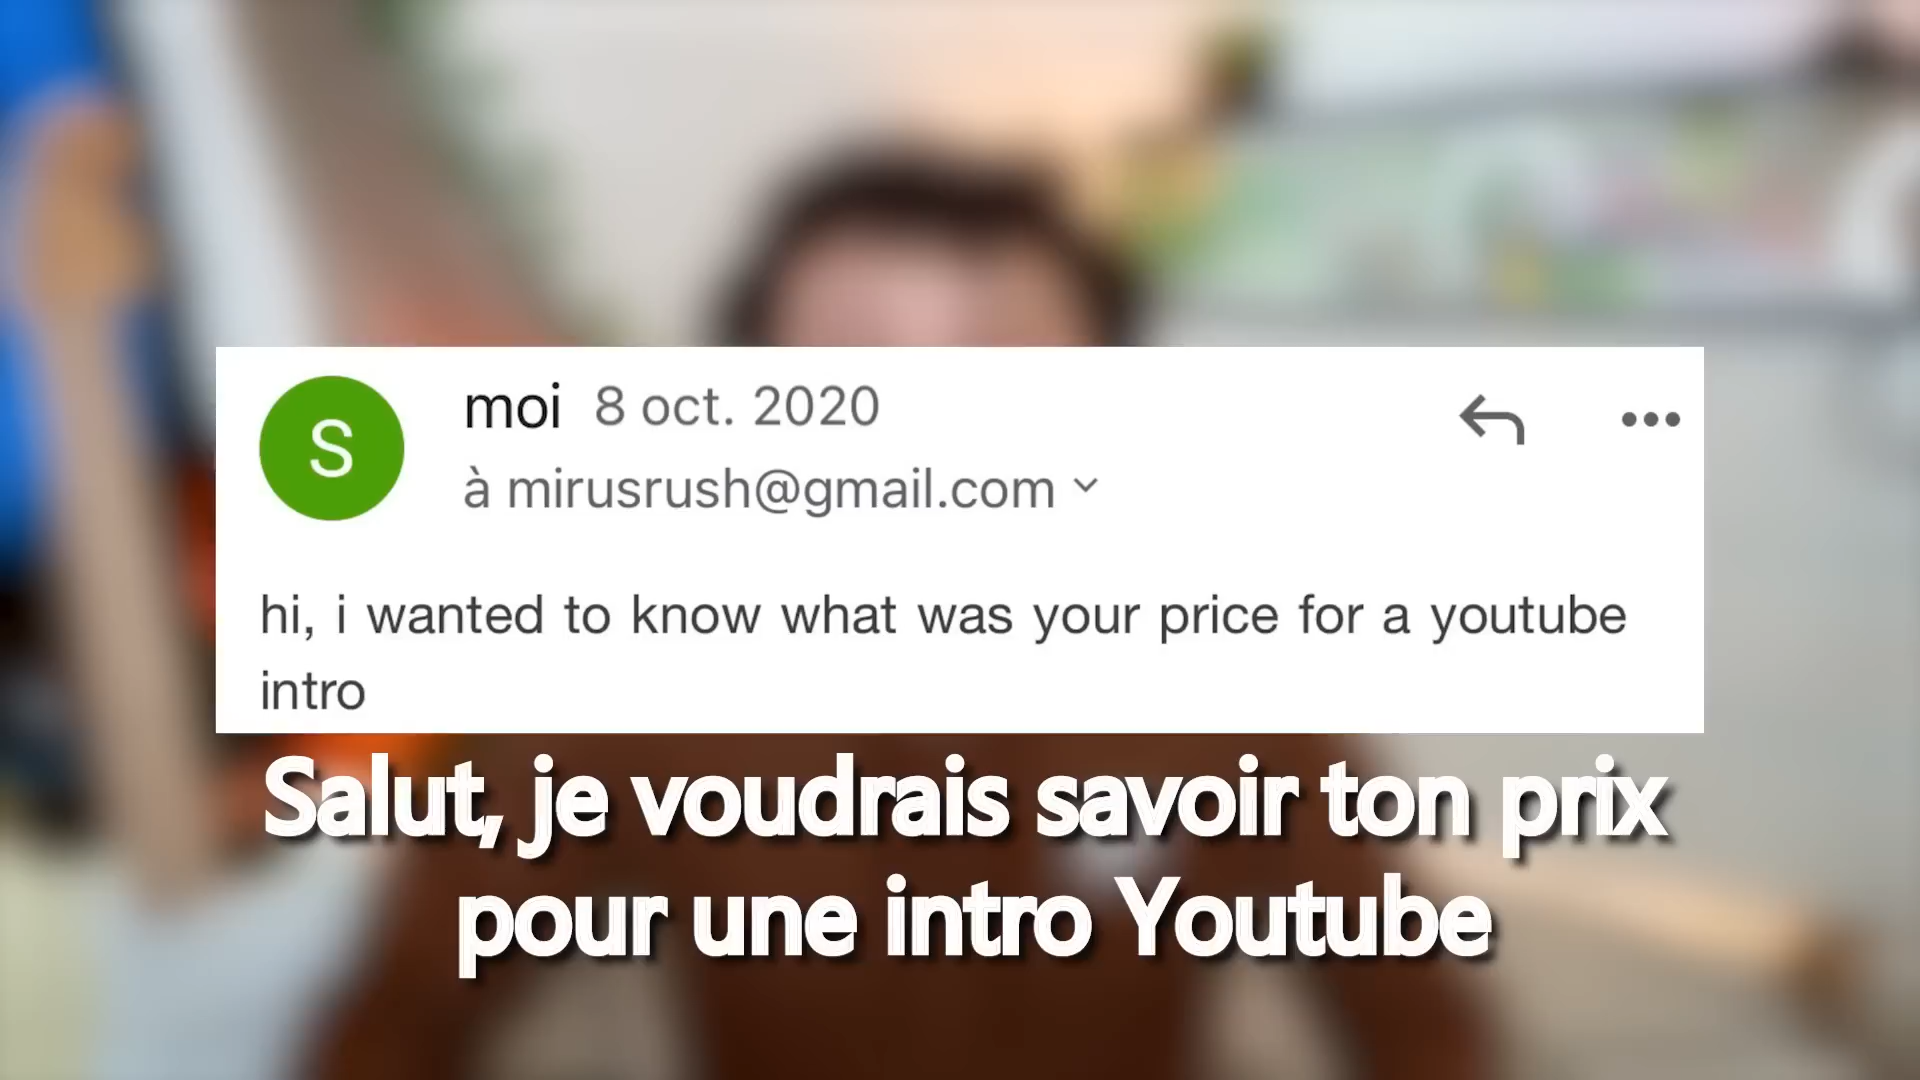 S
moi 8 oct. 2020
à mirusrush@gmail.com
hi, i wanted to know what was your price for a youtube
intro
Salut, je voudrais savoir ton prix
pour une intro Youtube